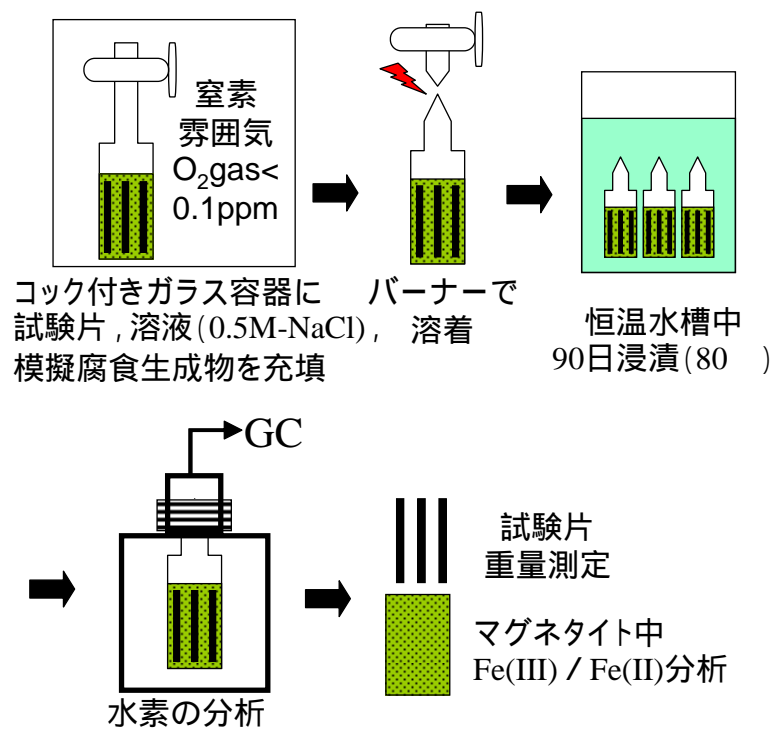 窒素
雰囲気
O₂gas<
0.1ppm
コック付きガラス容器に
試験片，溶液(0.5M-NaCl)，
模擬腐食生成物を充填
バーナーで
溶着
恒温水槽中
90日浸漬(80 )
GC
水素の分析
試験片
重量測定
マグネタイト中
Fe(III) / Fe(II)分析